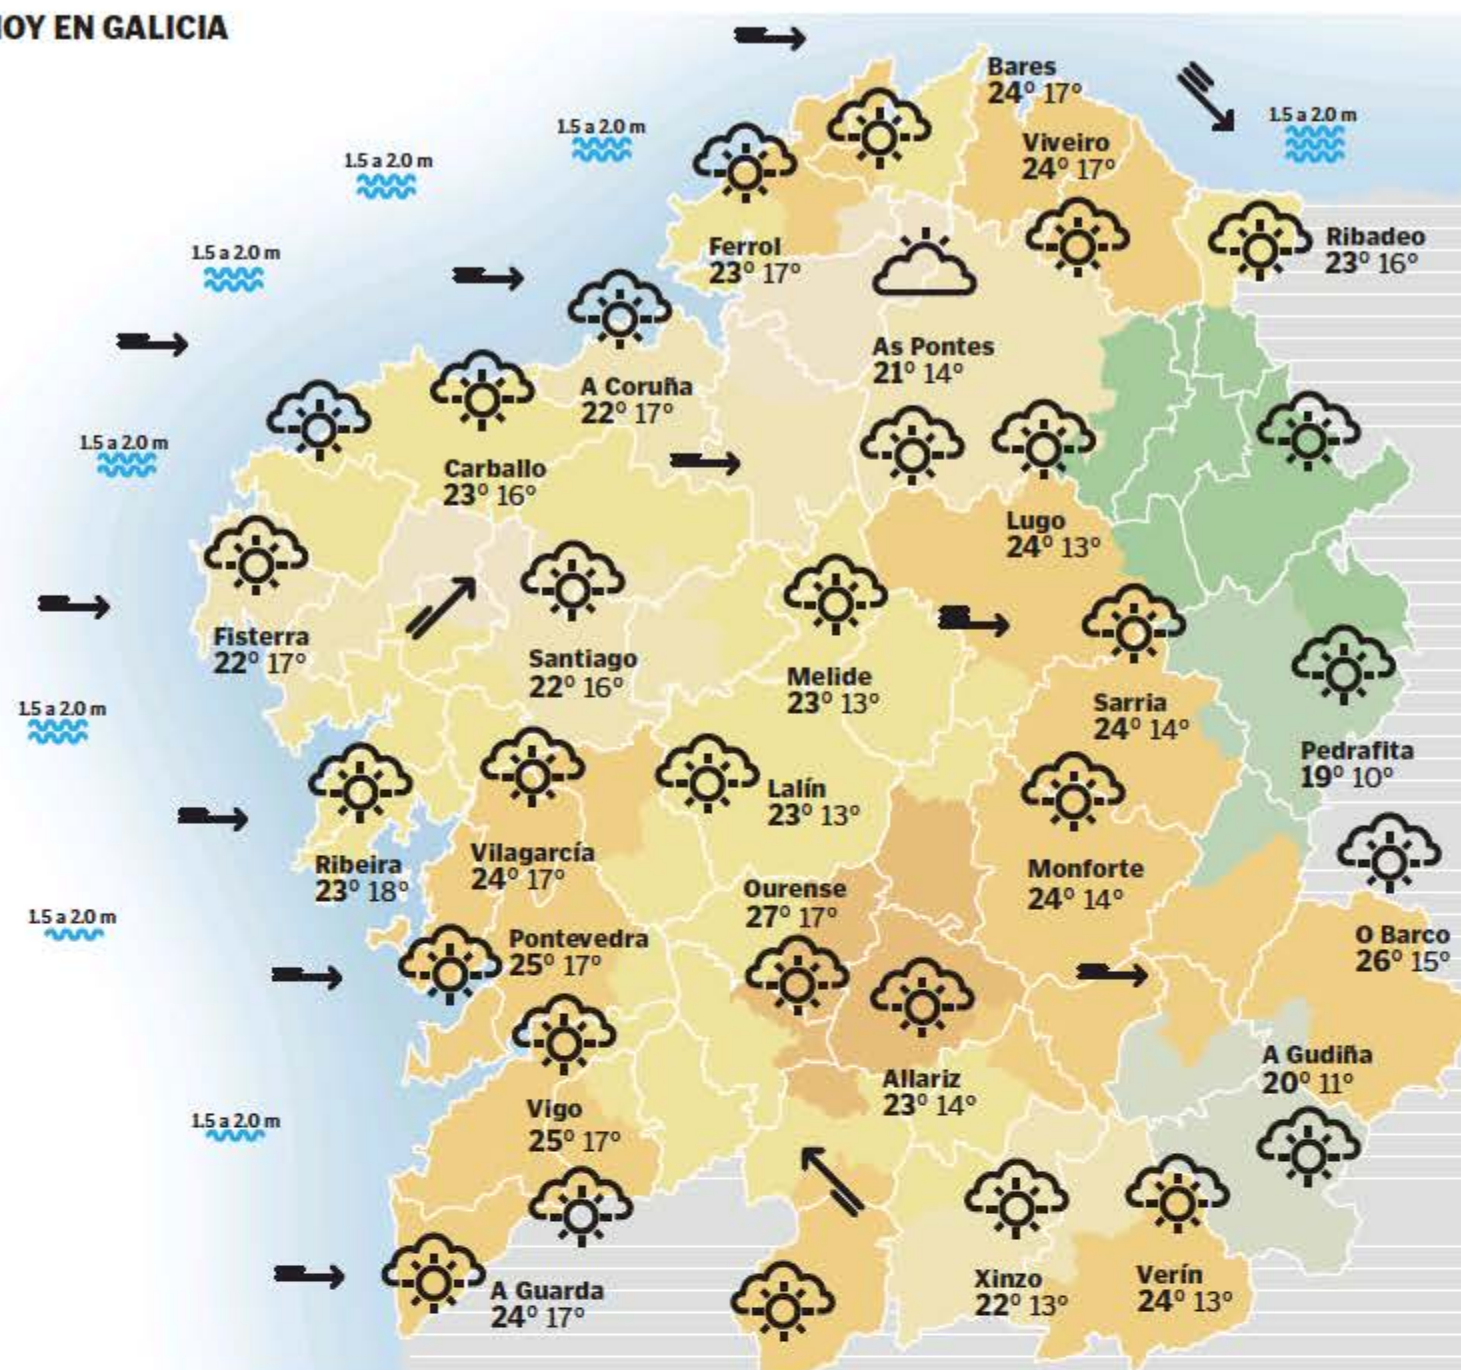 HOY EN GALICIA
Bares
24° 17°
1.5 a 2.0 m
1.5 a 2.0 m
Viveiro
24° 17°
1.5 a 2.0 m
Ferrol
23° 17°
Ribadeo
23° 16°
1.5 a 2.0 m
As Pontes
21° 14°
A Coruña
22° 17°
1.5 a 2.0 m
Carballo
23° 16°
Lugo
24° 13°
Fisterra
22° 17°
Santiago
22° 16°
Melide
23° 13°
Sarria
24° 14°
1.5 a 2.0 m
Pedrafita
19° 10°
Lalín
23° 13°
Ribeira
23° 18°
Vilagarcía
24° 17°
Ourense
27° 17°
Monforte
24° 14°
1.5 a 2.0 m
Pontevedra
25° 17°
O Barco
26° 15°
A Gudiña
20° 11°
Allariz
23° 14°
1.5 a 2.0 m
Vigo
25° 17°
A Guarda
24° 17°
Xinzo
22° 13°
Verín
24° 13°